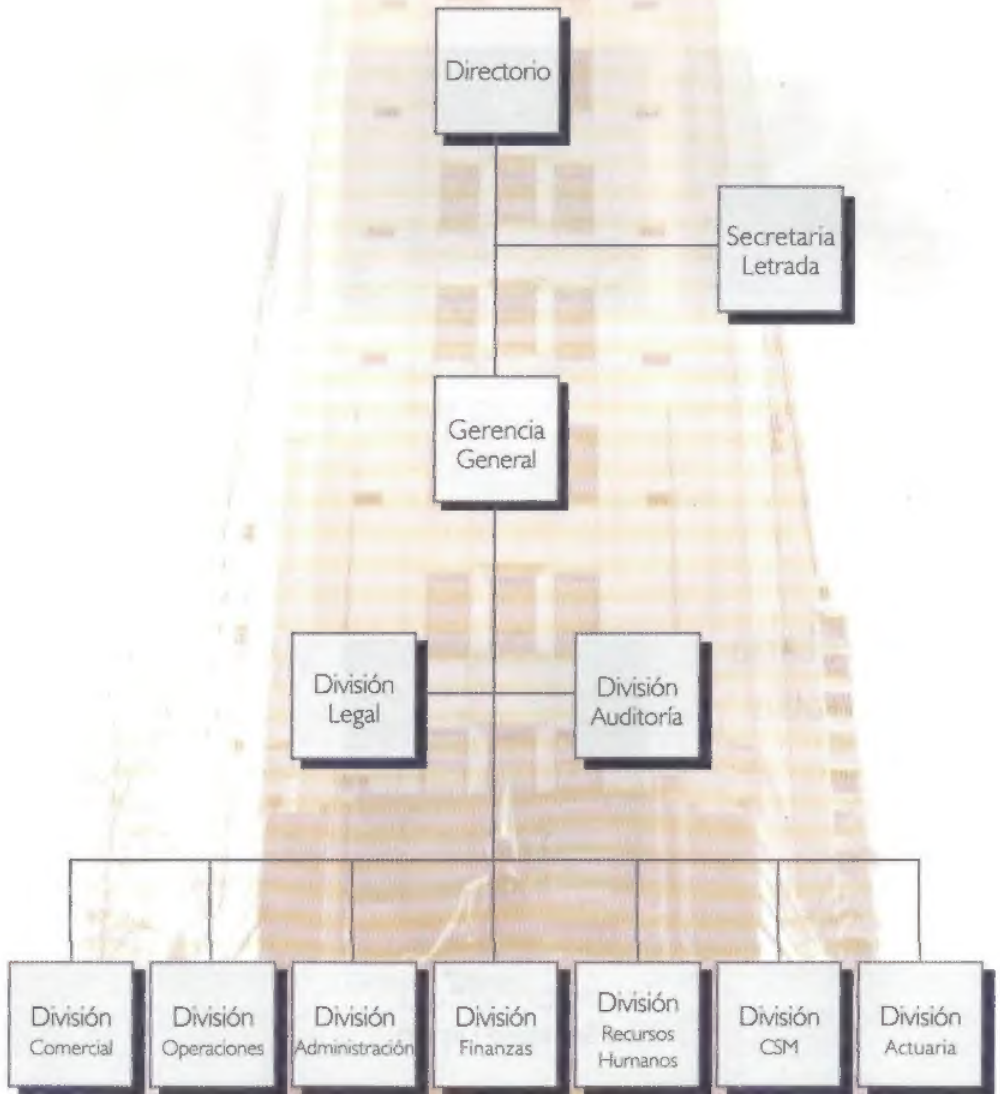 Directorio
Secretaria
Letrada
Gerencia
General
División
Legal
División
Auditoría
División
Comercial
División
Operaciones
División
Administración
División
Finanzas
División
Recursos
Humanos
División
CSM
División
Actuaria